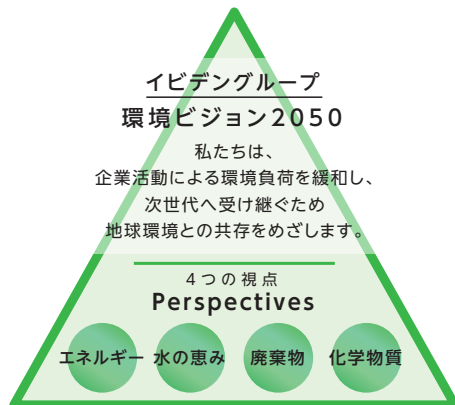 イビデングループ
環境ビジョン2050
私たちは、
企業活動による環境負荷を緩和し、
次世代へ受け継ぐため
地球環境との共存をめざします。
4つの視点
Perspectives
エネルギー 水の恵み 廃棄物 化学物質